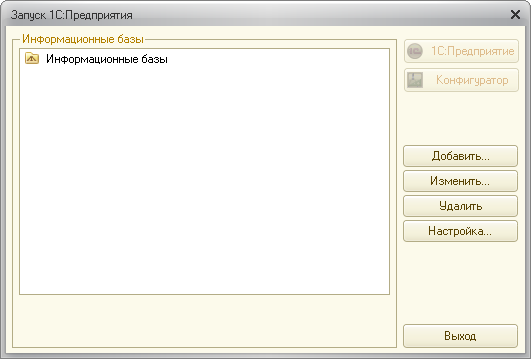 Запуск 1С:Предприятия
Информационные базы
Информационные базы
1С:Предприятие
Конфигуратор
Добавить...
Изменить...
Удалить
Настройка...
Выход